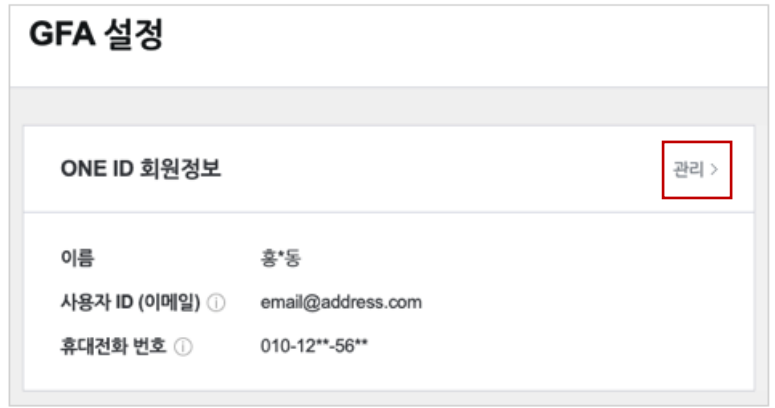 GFA 설정
ONE ID 회원정보 관리 >
이름 홍*동
사용자 ID (이메일) ⓘ email@address.com
휴대전화 번호 ⓘ 010-12**-56**